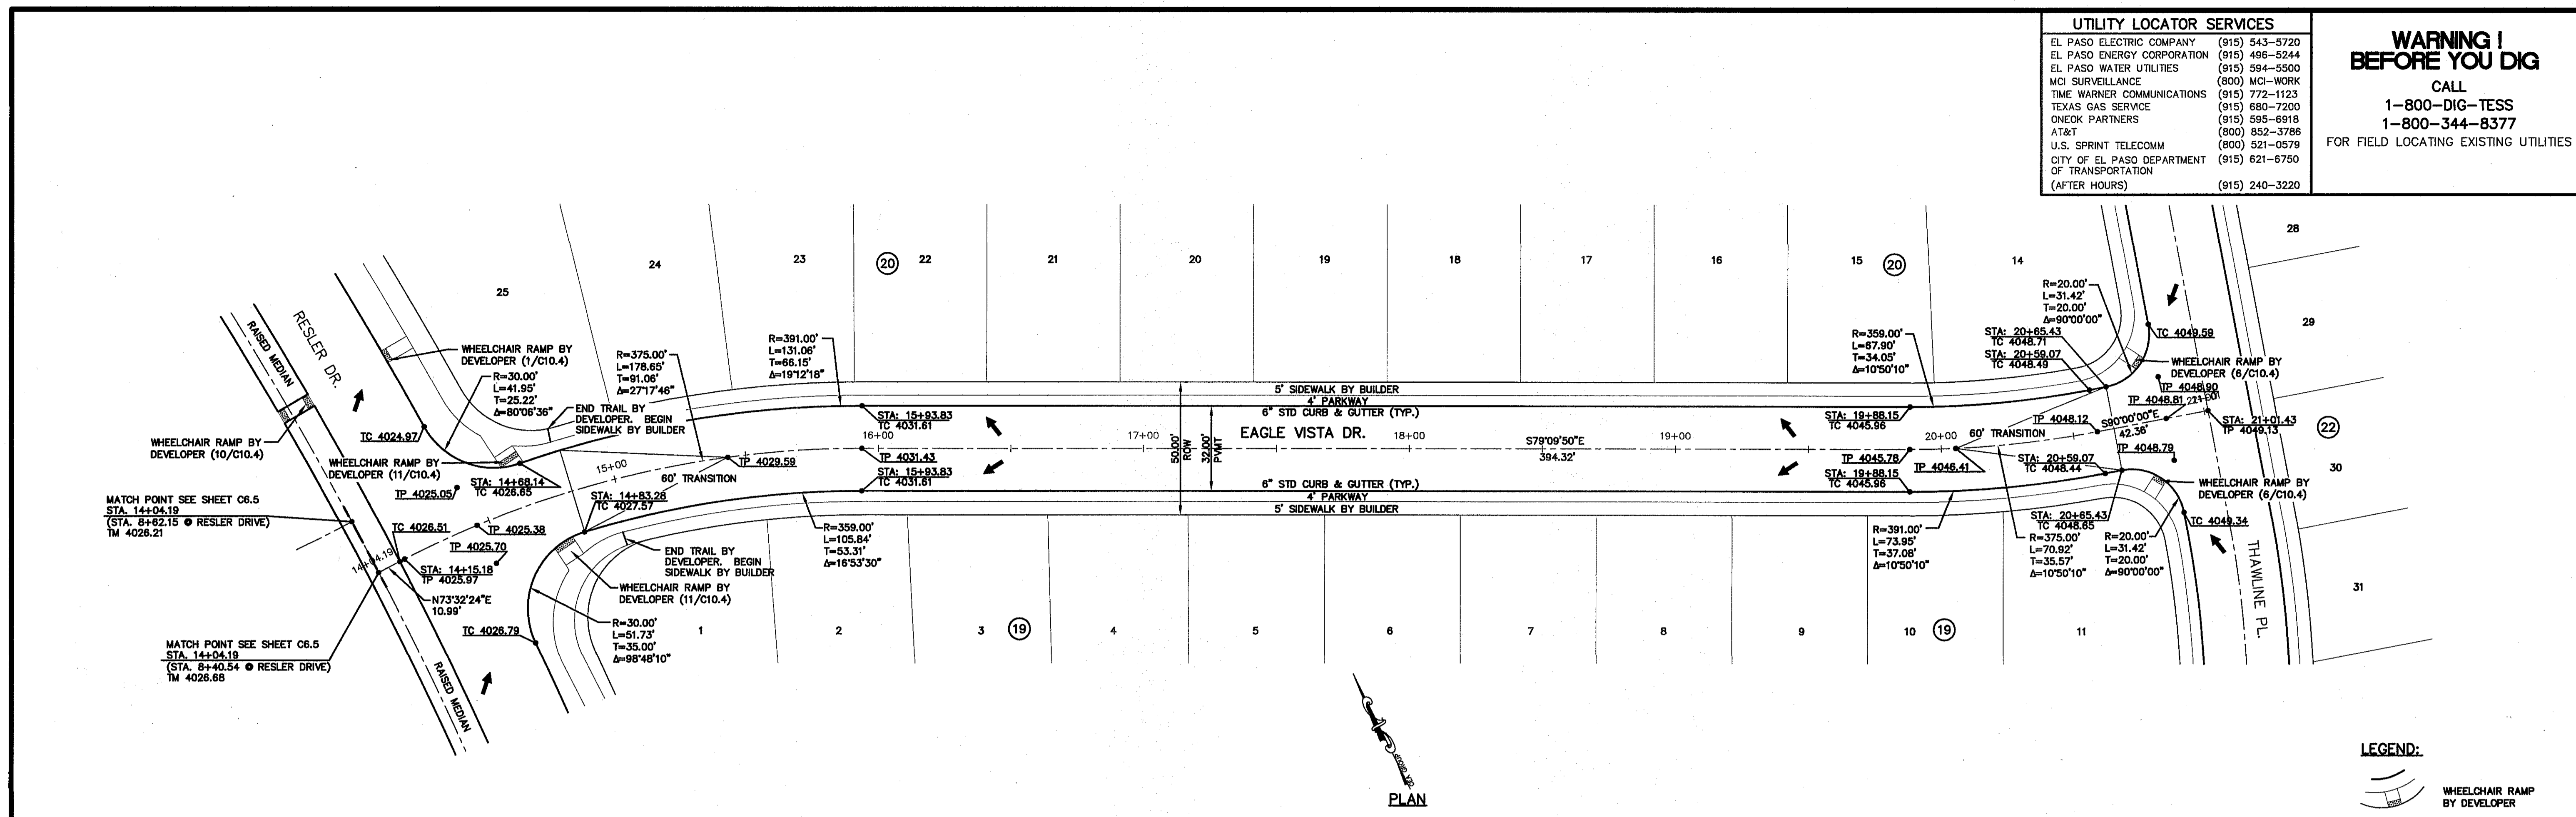 UTILITY LOCATOR SERVICES
EL PASO ELECTRIC COMPANY (915) 543-5720
EL PASO ENERGY CORPORATION (915) 496-5244
EL PASO WATER UTILITIES (915) 594-5500
MCI SURVEILLANCE (800) MCI-WORK
TIME WARNER COMMUNICATIONS (915) 772-1123
TEXAS GAS SERVICE (915) 680-7200
ONEOK PARTNERS (915) 595-6918
AT&T (800) 852-3786
U.S. SPRINT TELECOMM (800) 521-0579
CITY OF EL PASO DEPARTMENT (915) 621-6750
OF TRANSPORTATION
(AFTER HOURS) (915) 240-3220
WARNING !
BEFORE YOU DIG
CALL
1-800-DIG-TESS
1-800-344-8377
FOR FIELD LOCATING EXISTING UTILITIES
25
24
23
20
22
21
20
19
18
17
16
15
20
14
28
29
22
30
31
RAISED MEDIAN
RESLER DR.
WHEELCHAIR RAMP BY
DEVELOPER (1/C10.4)
R=30.00'
L=41.95'
T=25.22'
Δ=80°06'36"
END TRAIL BY
DEVELOPER. BEGIN
SIDEWALK BY BUILDER
R=375.00'
L=178.65'
T=91.06'
Δ=27°17'46"
R=391.00'
L=131.06'
T=66.15'
Δ=19°12'18"
WHEELCHAIR RAMP BY
DEVELOPER (10/C10.4)
TC 4024.97
WHEELCHAIR RAMP BY
DEVELOPER (11/C10.4)
TP 4025.05
STA: 14+68.14
TC 4026.65
15+00
60' TRANSITION
TP 4029.59
STA: 14+83.28
TC 4027.57
MATCH POINT SEE SHEET C6.5
STA. 14+04.19
(STA. 8+62.15 @ RESLER DRIVE)
TM 4026.21
TC 4026.51
TP 4025.38
TP 4025.70
14+04.19
STA: 14+15.18
TP 4025.97
N73°32'24"E
10.99'
TC 4026.79
MATCH POINT SEE SHEET C6.5
STA. 14+04.19
(STA. 8+40.54 @ RESLER DRIVE)
TM 4026.68
RAISED MEDIAN
END TRAIL BY
DEVELOPER. BEGIN
SIDEWALK BY BUILDER
WHEELCHAIR RAMP BY
DEVELOPER (11/C10.4)
R=30.00'
L=51.73'
T=35.00'
Δ=98°48'10"
R=359.00'
L=105.84'
T=53.31'
Δ=16°53'30"
STA: 15+93.83
TC 4031.61
16+00
TP 4031.43
STA: 15+93.83
TC 4031.61
5' SIDEWALK BY BUILDER
4' PARKWAY
6" STD CURB & GUTTER (TYP.)
17+00
50.00'
ROW
32.00'
PVMT
EAGLE VISTA DR.
18+00
S79°09'50"E
394.32'
19+00
6" STD CURB & GUTTER (TYP.)
4' PARKWAY
5' SIDEWALK BY BUILDER
R=359.00'
L=67.90'
T=34.05'
Δ=10°50'10"
STA: 19+88.15
TC 4045.96
20+00
TP 4045.78
TP 4046.41
STA: 19+88.15
TC 4045.96
60' TRANSITION
R=20.00'
L=31.42'
T=20.00'
Δ=90°00'00"
STA: 20+65.43
TC 4048.71
STA: 20+59.07
TC 4048.49
TC 4049.59
WHEELCHAIR RAMP BY
DEVELOPER (6/C10.4)
TP 4048.90
TP 4048.81
TP 4048.12
S90°00'00"E
42.36'
STA: 21+01.43
TP 4049.13
TP 4048.79
STA: 20+59.07
TC 4048.44
WHEELCHAIR RAMP BY
DEVELOPER (6/C10.4)
STA: 20+65.43
TC 4048.65
TC 4049.34
R=391.00'
L=73.95'
T=37.08'
Δ=10°50'10"
R=375.00'
L=70.92'
T=35.57'
Δ=10°50'10"
R=20.00'
L=31.42'
T=20.00'
Δ=90°00'00"
THAWLINE PL.
1
2
3
19
4
5
6
7
8
9
10
19
11
PLAN
LEGEND:
WHEELCHAIR RAMP
BY DEVELOPER